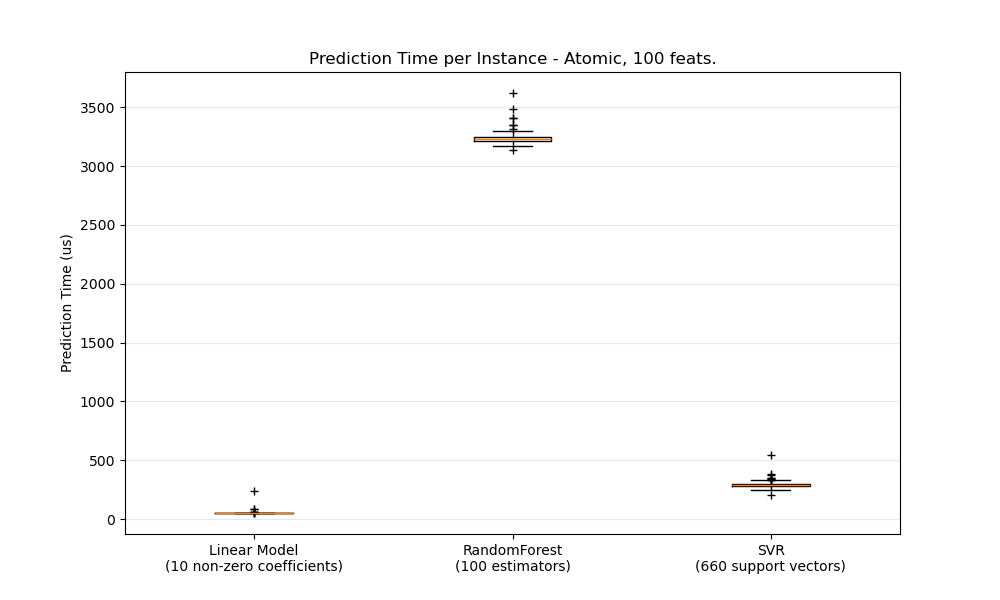 Prediction Time per Instance - Atomic, 100 feats.
Prediction Time (us)
3500
3000
2500
2000
1500
1000
500
0
Linear Model
(10 non-zero coefficients)
RandomForest
(100 estimators)
SVR
(660 support vectors)